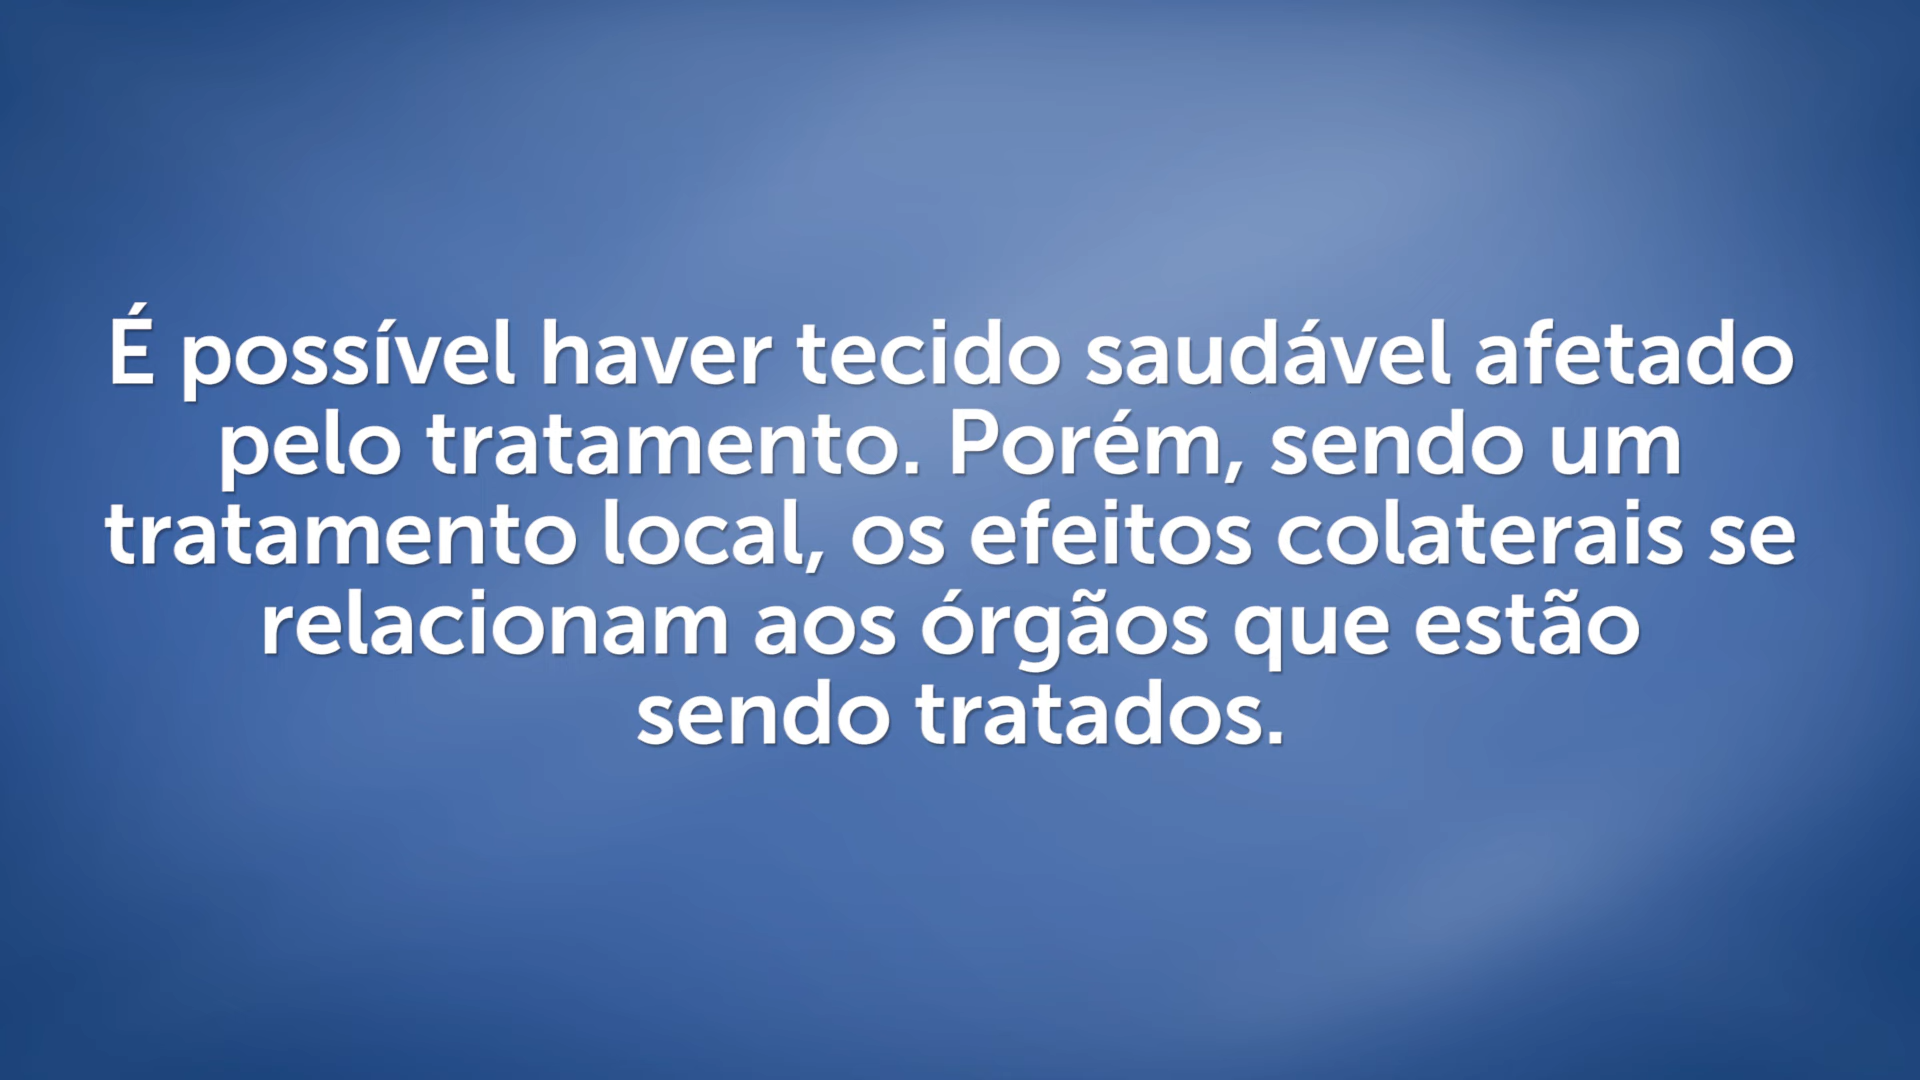 É possível haver tecido saudável afetado
pelo tratamento. Porém, sendo um
tratamento local, os efeitos colaterais se
relacionam aos órgãos que estão
sendo tratados.